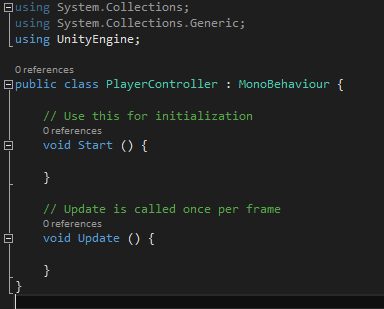 using System.Collections;
using System.Collections.Generic;
using UnityEngine;
0 references
public class PlayerController : MonoBehaviour {
// Use this for initialization
0 references
void Start () {
}
// Update is called once per frame
0 references
void Update () {
}
}